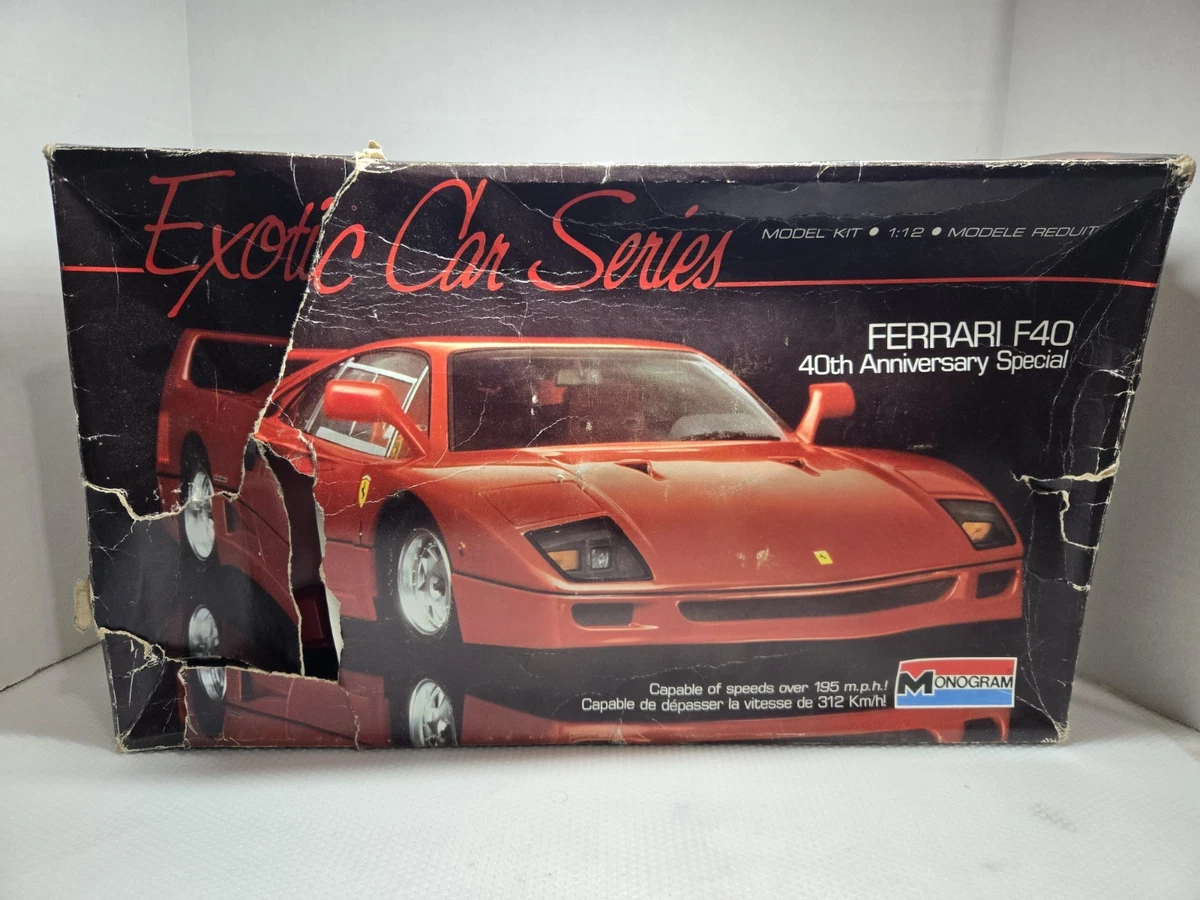 Exotic Car Series
MODEL KIT • 1:12 • MODELE REDUIT
FERRARI F40
40th Anniversary Special
Capable of speeds over 195 m.p.h.!
Capable de dépasser la vitesse de 312 Km/h!
MONOGRAM